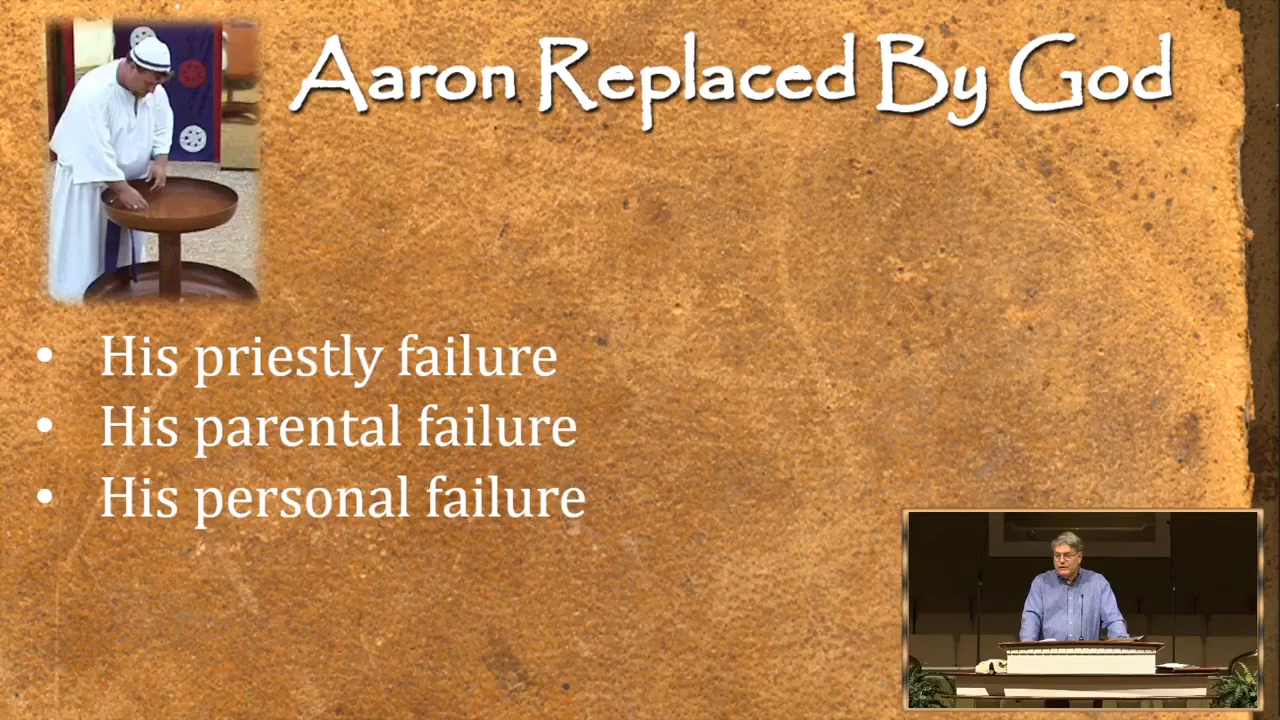 Aaron Replaced By God
• His priestly failure
• His parental failure
• His personal failure